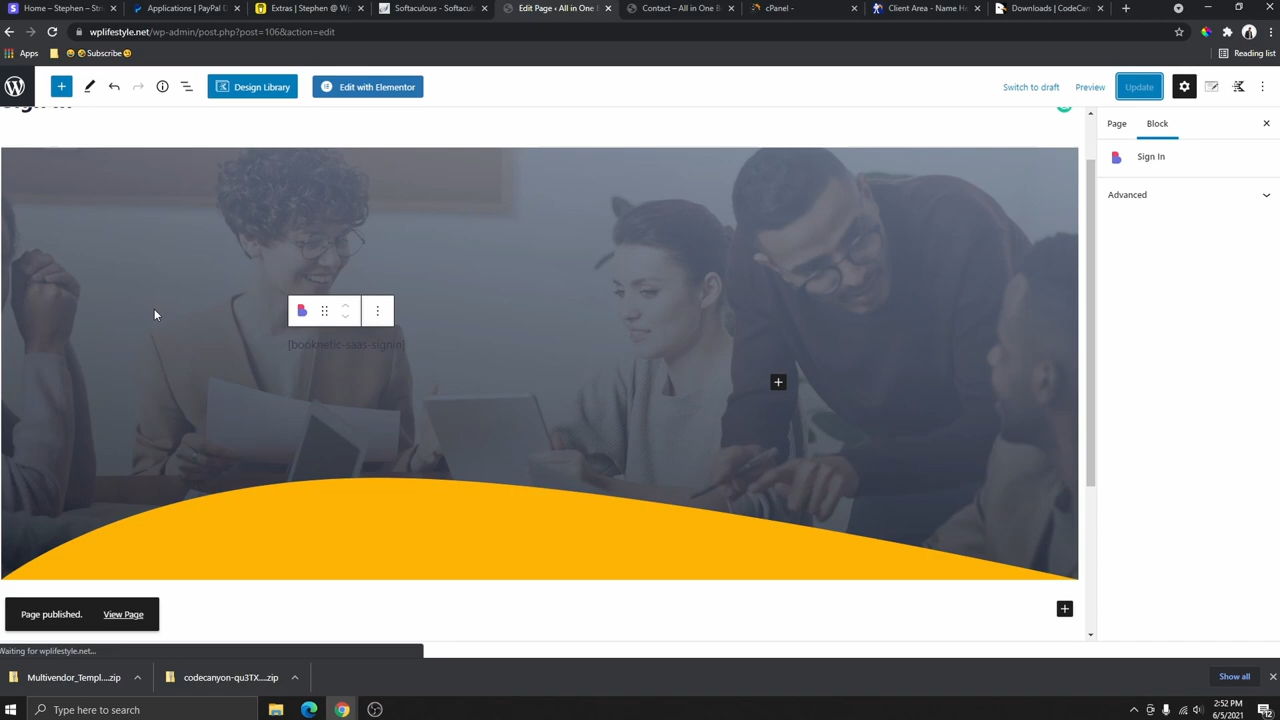 Home – Stephen – Stri
Applications | PayPal D
Extras | Stephen @ Wp
Softaculous - Softacul
Edit Page ‹ All in One B
Contact – All in One B
cPanel -
Client Area - Name He
Downloads | CodeCan
wplifestyle.net/wp-admin/post.php?post=106&action=edit
Apps
Subscribe
Reading list
Design Library
Edit with Elementor
Switch to draft
Preview
Update
Page
Block
Sign In
Advanced
[booknetic-saas-signin]
Page published.
View Page
Waiting for wplifestyle.net...
Multivendor_Templ....zip
codecanyon-qu3TX....zip
Show all
Type here to search
2:52 PM
6/5/2021